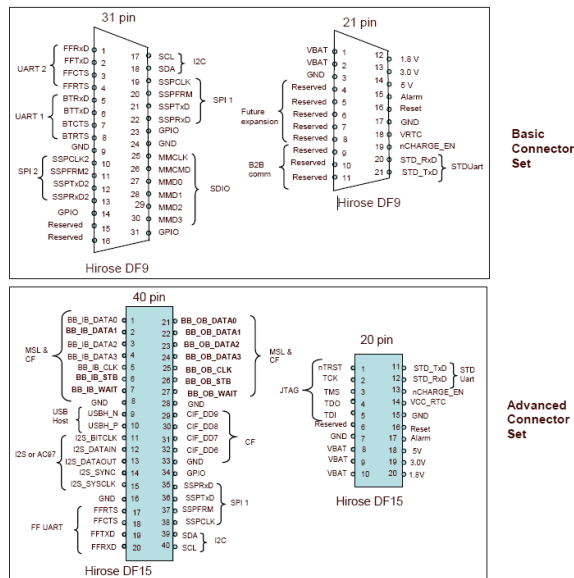 31 pin
UART 2
FFRxD 1
FFTxD 2
FFCTS 3
FFRTS 4
UART 1
BTRxD 5
BTTxD 6
BTCTS 7
BTRTS 8
GND 9
SPI 2
SSPCLK2 10
SSPFRM2 11
SSPTxD2 12
SSPRxD2 13
GPIO 14
Reserved 15
Reserved 16
17 SCL
18 SDA
I2C
19 SSPCLK
20 SSPFRM
21 SSPTxD
22 SSPRxD
SPI 1
23 GPIO
24 GND
25 MMCLK
26 MMCMD
27 MMD0
28 MMD1
29 MMD2
30 MMD3
SDIO
31 GPIO
Hirose DF9
21 pin
VBAT 1
VBAT 2
GND 3
Future
expansion
Reserved 4
Reserved 5
Reserved 6
Reserved 7
Reserved 8
B2B
comm
Reserved 9
Reserved 10
Reserved 11
12 1.8 V
13 3.0 V
14 5 V
15 Alarm
16 Reset
17 GND
18 VRTC
19 nCHARGE_EN
20 STD_RxD
21 STD_TxD
STDUart
Hirose DF9
Basic
Connector
Set
40 pin
MSL &
CF
BB_IB_DATA0 1
BB_IB_DATA1 2
BB_IB_DATA2 3
BB_IB_DATA3 4
BB_IB_CLK 5
BB_IB_STB 6
BB_IB_WAIT 7
GND 8
USB
Host
USBH_N 9
USBH_P 10
I2S or AC97
I2S_BITCLK 11
I2S_DATAIN 12
I2S_DATAOUT 13
I2S_SYNC 14
I2S_SYSCLK 15
GND 16
FF UART
FFRTS 17
FFCTS 18
FFTXD 19
FFRXD 20
21 BB_OB_DATA0
22 BB_OB_DATA1
23 BB_OB_DATA2
24 BB_OB_DATA3
25 BB_OB_CLK
26 BB_OB_STB
27 BB_OB_WAIT
MSL &
CF
28 GND
29 CIF_DD9
30 CIF_DD8
31 CIF_DD7
32 CIF_DD6
CF
33 GND
34 GPIO
35 SSPRxD
36 SSPTxD
37 SSPFRM
38 SSPCLK
SPI 1
39 SDA
40 SCL
I2C
Hirose DF15
20 pin
JTAG
nTRST 1
TCK 2
TMS 3
TDO 4
TDI 5
Reserved 6
GND 7
VBAT 8
VBAT 9
VBAT 10
11 STD_TxD
12 STD_RxD
STD
Uart
13 nCHARGE_EN
14 VCC_RTC
15 GND
16 Reset
17 Alarm
18 5V
19 3.0V
20 1.8V
Hirose DF15
Advanced
Connector
Set